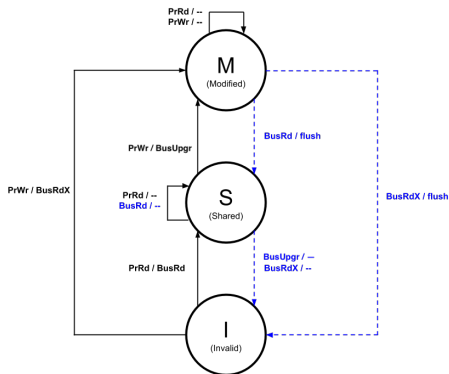 PrRd / --
PrWr / --
M
(Modified)
BusRd / flush
PrWr / BusUpgr
PrWr / BusRdX
BusRdX / flush
PrRd / --
BusRd / --
S
(Shared)
BusUpgr / —
BusRdX / --
PrRd / BusRd
I
(Invalid)